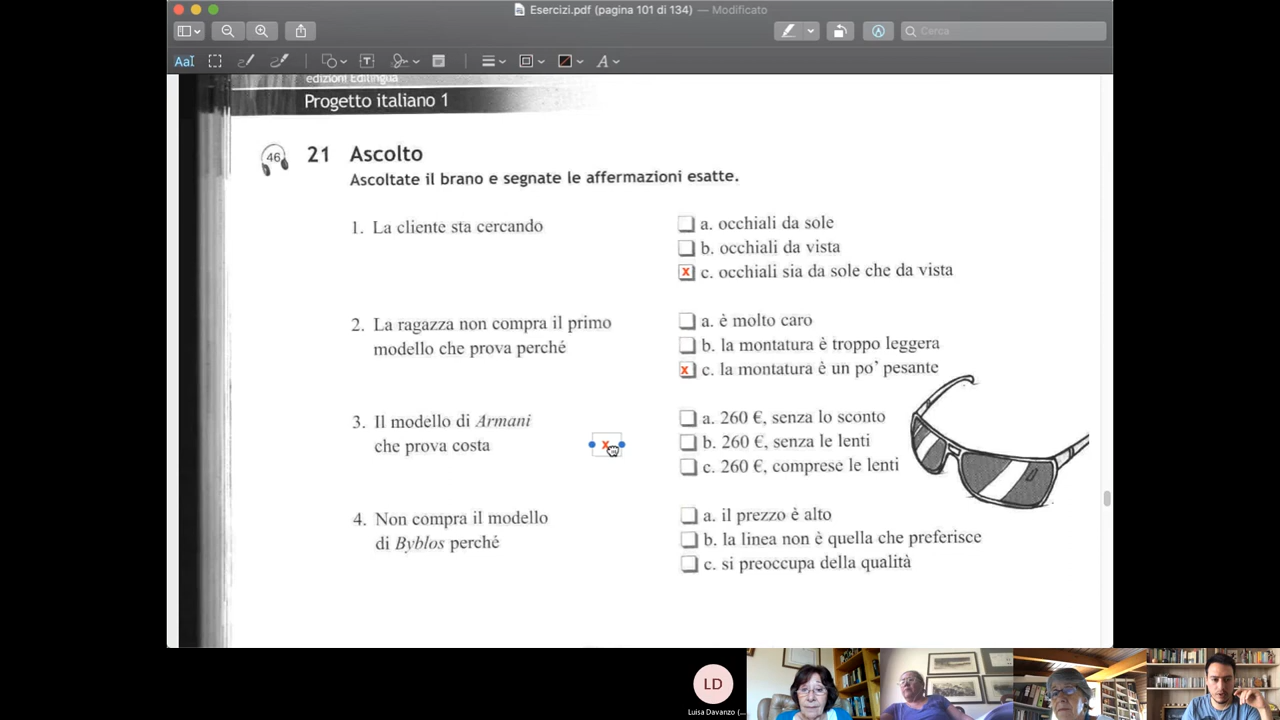 Esercizi.pdf (pagina 101 di 134) — Modificato
Cerca
AaI
edizioni Edilingua
Progetto italiano 1
46 21 Ascolto
Ascoltate il brano e segnate le affermazioni esatte.
1. La cliente sta cercando
a. occhiali da sole
b. occhiali da vista
x c. occhiali sia da sole che da vista
2. La ragazza non compra il primo
modello che prova perché
a. è molto caro
b. la montatura è troppo leggera
x c. la montatura è un po' pesante
3. Il modello di Armani
che prova costa
x
a. 260 €, senza lo sconto
b. 260 €, senza le lenti
c. 260 €, comprese le lenti
4. Non compra il modello
di Byblos perché
a. il prezzo è alto
b. la linea non è quella che preferisce
c. si preoccupa della qualità
LD
Luisa Davanzo (...